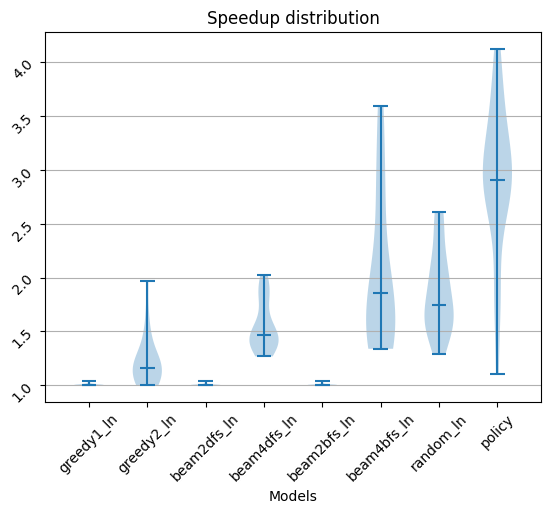 Speedup distribution
4.0
3.5
3.0
2.5
2.0
1.5
1.0
greedy1_ln
greedy2_ln
beam2dfs_ln
beam4dfs_ln
beam2bfs_ln
beam4bfs_ln
random_ln
policy
Models